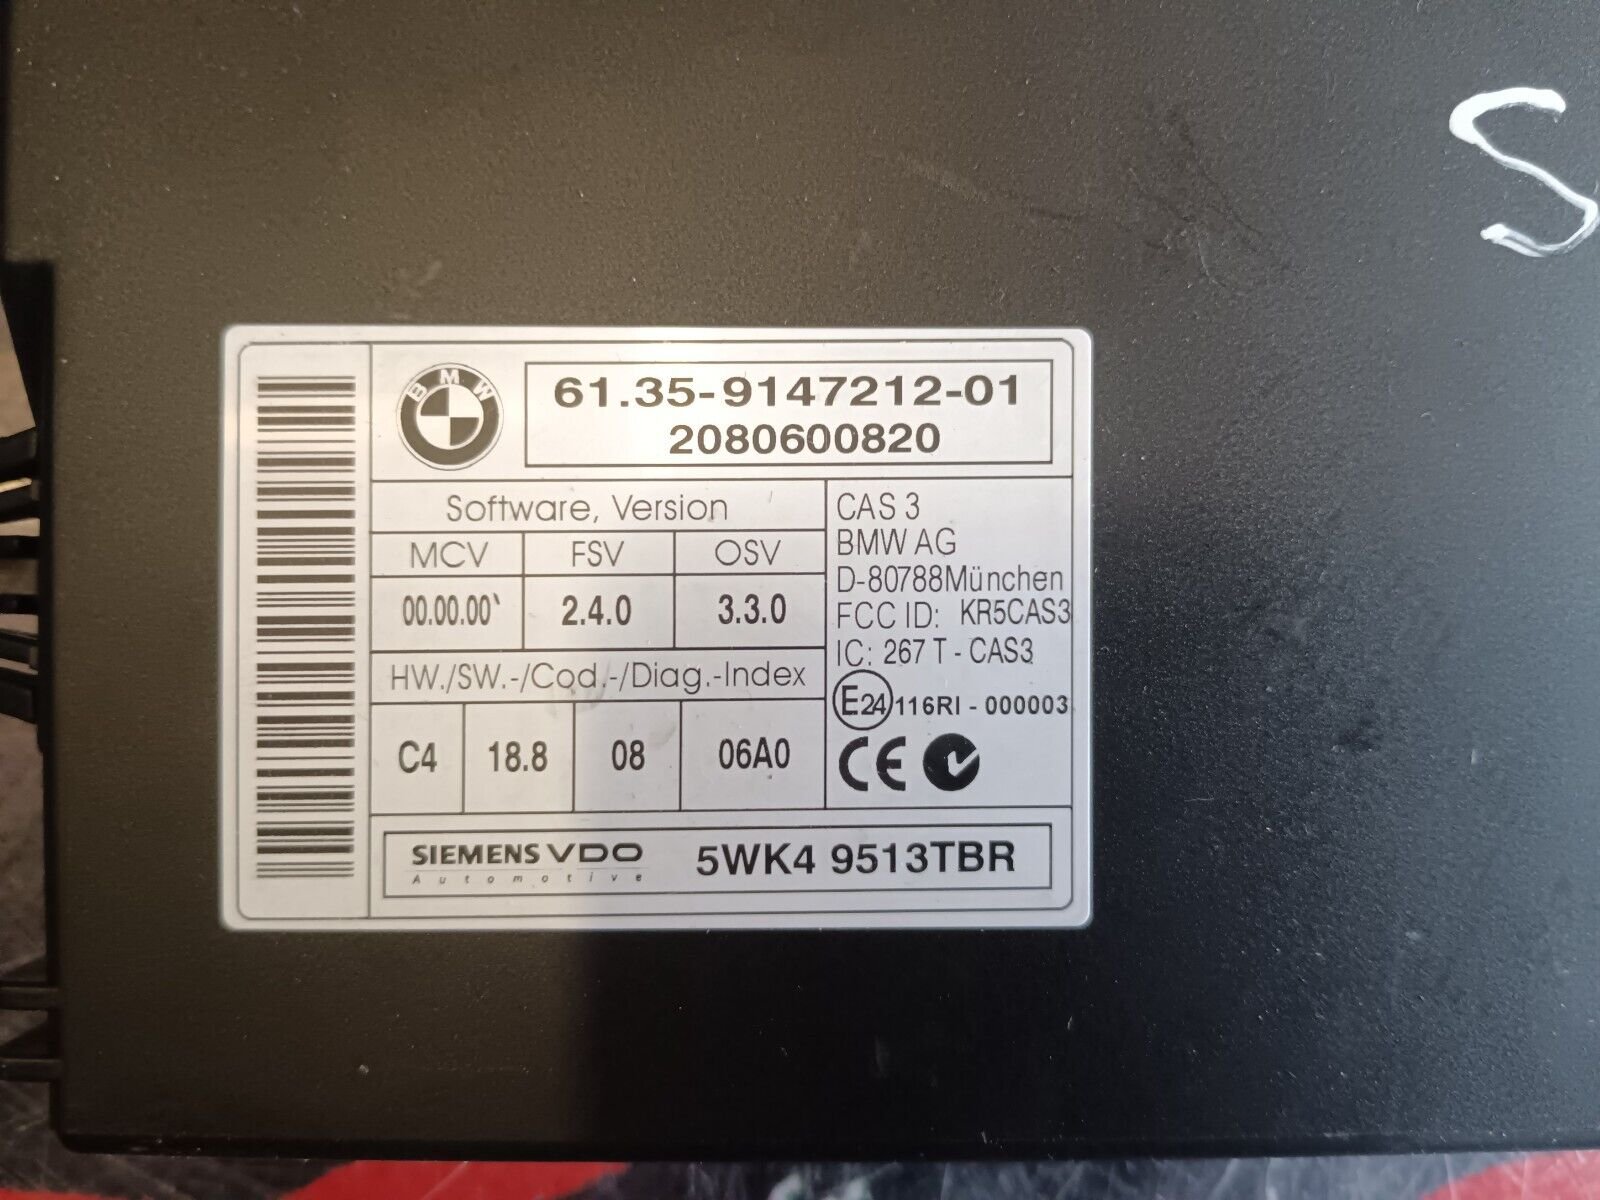 S
BMW
61.35-9147212-01
2080600820
Software, Version
MCV FSV OSV
00.00.00` 2.4.0 3.3.0
HW./SW.-/Cod.-/Diag.-Index
C4 18.8 08 06A0
CAS 3
BMW AG
D-80788München
FCC ID: KR5CAS3
IC: 267 T - CAS3
E24 116RI - 000003
CE
SIEMENS VDO
Automotive
5WK4 9513TBR